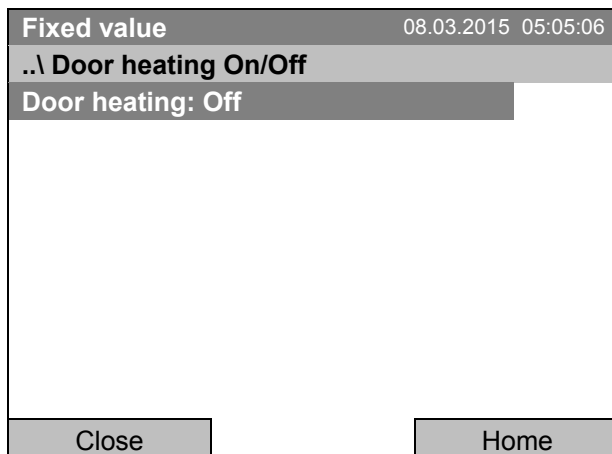 Fixed value 08.03.2015 05:05:06
..\ Door heating On/Off
Door heating: Off
Close Home